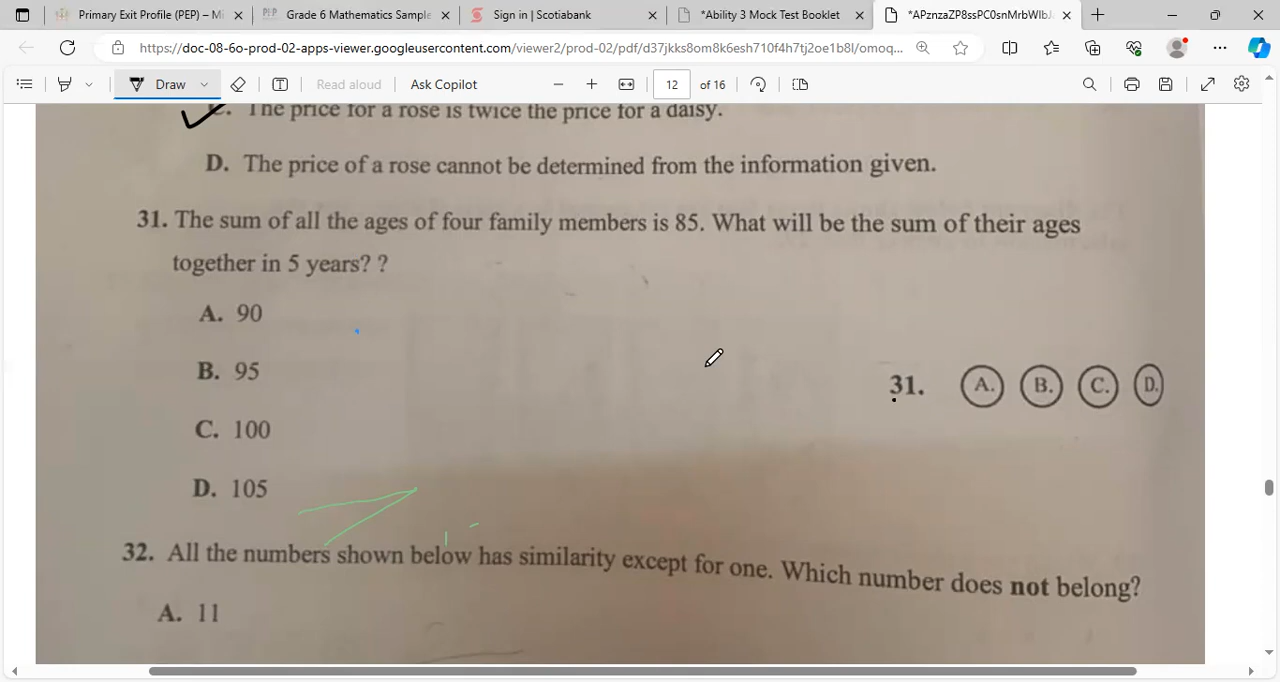 Primary Exit Profile (PEP) – Mi
Grade 6 Mathematics Sample
Sign in | Scotiabank
*Ability 3 Mock Test Booklet
*APznzaZP8ssPC0snMrbWIbJ
https://doc-08-6o-prod-02-apps-viewer.googleusercontent.com/viewer2/prod-02/pdf/d37jkks8om8k6esh710f4h7tj2oe1b8l/omoq...
Draw
Read aloud
Ask Copilot
12 of 16
C. The price for a rose is twice the price for a daisy.
D. The price of a rose cannot be determined from the information given.
31. The sum of all the ages of four family members is 85. What will be the sum of their ages
together in 5 years? ?
A. 90
B. 95
31. A. B. C. D.
C. 100
D. 105
32. All the numbers shown below has similarity except for one. Which number does not belong?
A. 11